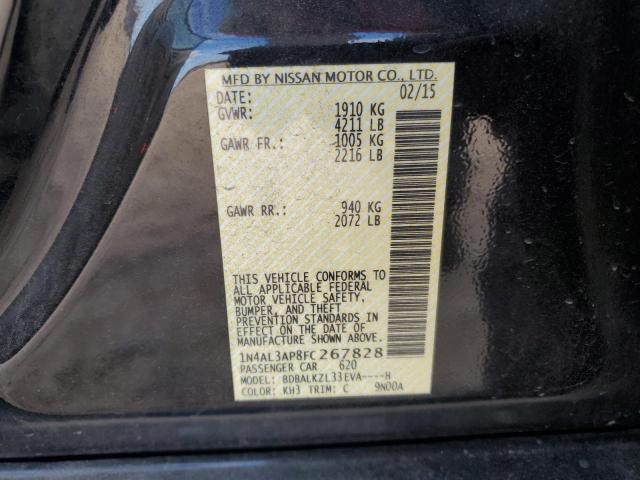 MFD BY NISSAN MOTOR CO., LTD.
DATE: 02/15
GVWR: 1910 KG
4211 LB
GAWR FR.: 1005 KG
2216 LB
GAWR RR.: 940 KG
2072 LB
THIS VEHICLE CONFORMS TO
ALL APPLICABLE FEDERAL
MOTOR VEHICLE SAFETY,
BUMPER, AND THEFT
PREVENTION STANDARDS IN
EFFECT ON THE DATE OF
MANUFACTURE SHOWN ABOVE.
1N4AL3AP8FC267828
PASSENGER CAR 620
MODEL: BDBALKZL33EVA----H
COLOR: KH3 TRIM: C 9N00A